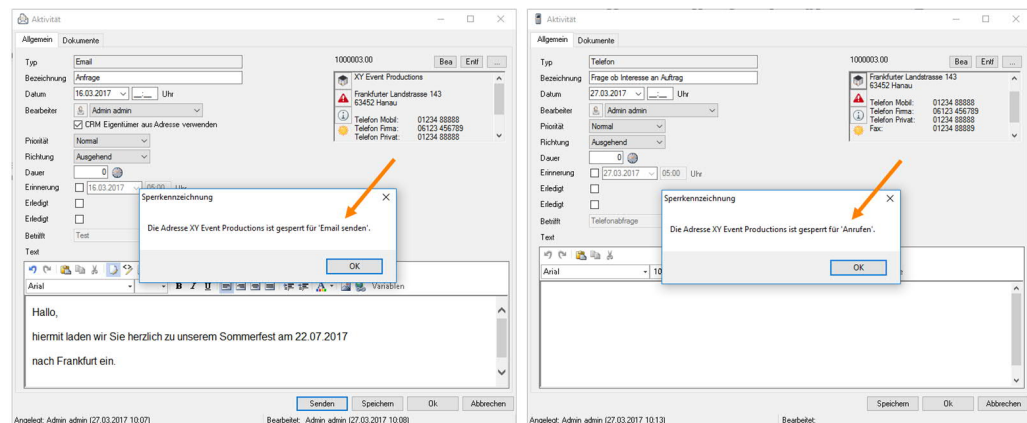 Aktivität
Allgemein Dokumente
Typ Email
Bezeichnung Anfrage
Datum 16.03.2017 __:__ Uhr
Bearbeiter Admin admin
CRM Eigentümer aus Adresse verwenden
Priorität Normal
Richtung Ausgehend
Dauer 0
Erinnerung 16.03.2017 05:00 Uhr
Erledigt
Erledigt
Betrifft Test
Text
1000003.00 Bea Entf ...
XY Event Productions
Frankfurter Landstrasse 143
63452 Hanau
Telefon Mobil: 01234 88888
Telefon Firma: 06123 456789
Telefon Privat: 01234 88888
Sperrkennzeichnung
Die Adresse XY Event Productions ist gesperrt für 'Email senden'.
OK
Arial B I U A Variablen
Hallo,
hiermit laden wir Sie herzlich zu unserem Sommerfest am 22.07.2017
nach Frankfurt ein.
Senden Speichern Ok Abbrechen
Angelegt: Admin admin (27.03.2017 10:07) Bearbeitet: Admin admin (27.03.2017 10:08)
Aktivität
Allgemein Dokumente
Typ Telefon
Bezeichnung Frage ob Interesse an Auftrag
Datum 27.03.2017 __:__ Uhr
Bearbeiter Admin admin
Priorität Normal
Richtung Ausgehend
Dauer 0
Erinnerung 27.03.2017 05:00 Uhr
Erledigt
Erledigt
Betrifft Telefonabfrage
Text
1000003.00 Bea Entf ...
Frankfurter Landstrasse 143
63452 Hanau
Telefon Mobil: 01234 88888
Telefon Firma: 06123 456789
Telefon Privat: 01234 88888
Fax: 01234 88889
Sperrkennzeichnung
Die Adresse XY Event Productions ist gesperrt für 'Anrufen'.
OK
Arial 10
Speichern Ok Abbrechen
Angelegt: Admin admin (27.03.2017 10:13) Bearbeitet: